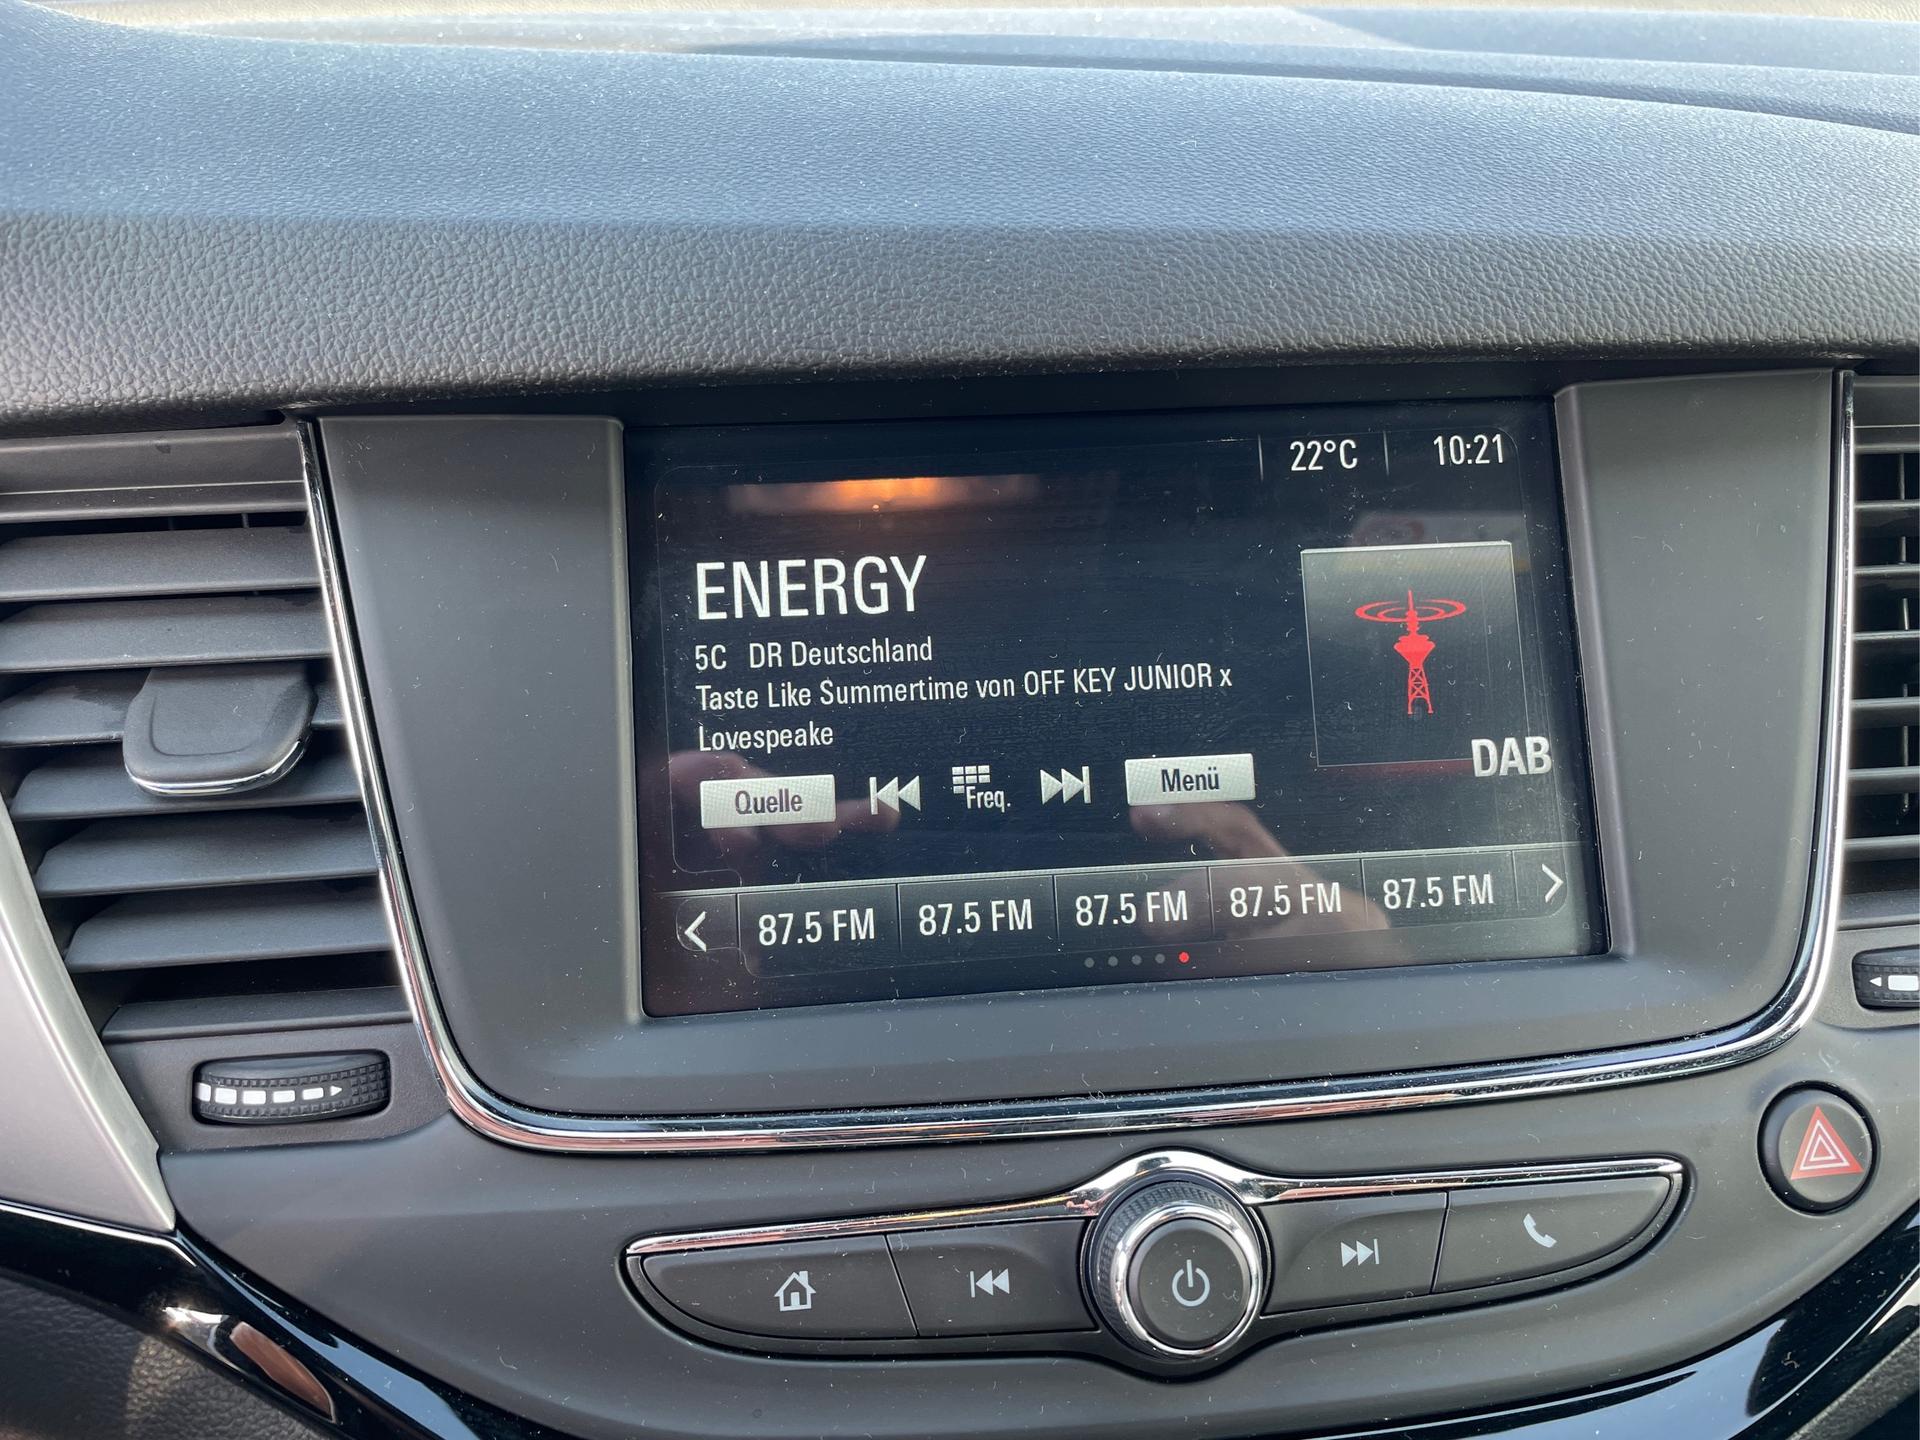 22°C 10:21
ENERGY
5C DR Deutschland
Taste Like Summertime von OFF KEY JUNIOR x
Lovespeake
DAB
Quelle Freq. Menü
87.5 FM 87.5 FM 87.5 FM 87.5 FM 87.5 FM